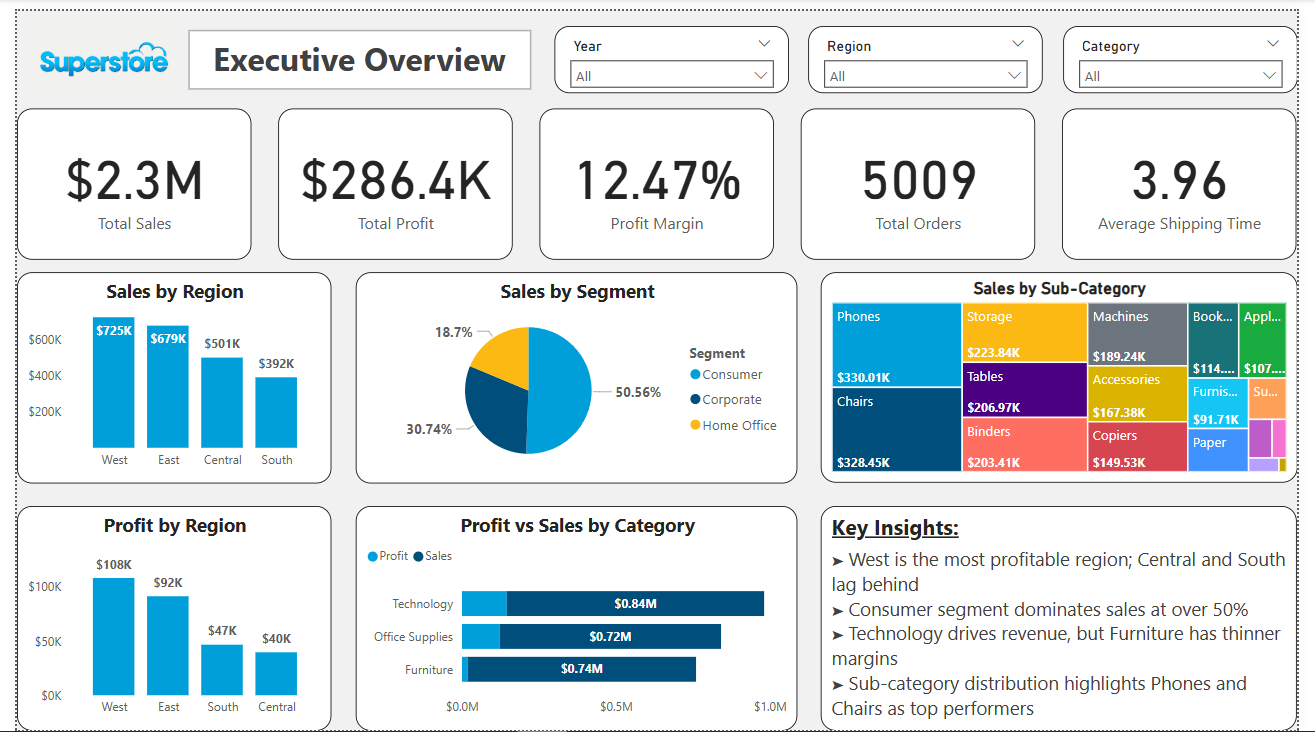 Superstore
Executive Overview
Year
All
Region
All
Category
All
$2.3M
Total Sales
$286.4K
Total Profit
12.47%
Profit Margin
5009
Total Orders
3.96
Average Shipping Time
Sales by Region
$600K
$400K
$200K
$725K
$679K
$501K
$392K
West
East
Central
South
Sales by Segment
18.7%
50.56%
30.74%
Segment
Consumer
Corporate
Home Office
Sales by Sub-Category
Phones
$330.01K
Chairs
$328.45K
Storage
$223.84K
Tables
$206.97K
Binders
$203.41K
Machines
$189.24K
Accessories
$167.38K
Copiers
$149.53K
Book...
$114....
Appl...
$107....
Furnis...
$91.71K
Su...
Paper
Profit by Region
$100K
$50K
$0K
$108K
$92K
$47K
$40K
West
East
South
Central
Profit vs Sales by Category
Profit
Sales
Technology
$0.84M
Office Supplies
$0.72M
Furniture
$0.74M
$0.0M
$0.5M
$1.0M
Key Insights:
➤ West is the most profitable region; Central and South
lag behind
➤ Consumer segment dominates sales at over 50%
➤ Technology drives revenue, but Furniture has thinner
margins
➤ Sub-category distribution highlights Phones and
Chairs as top performers